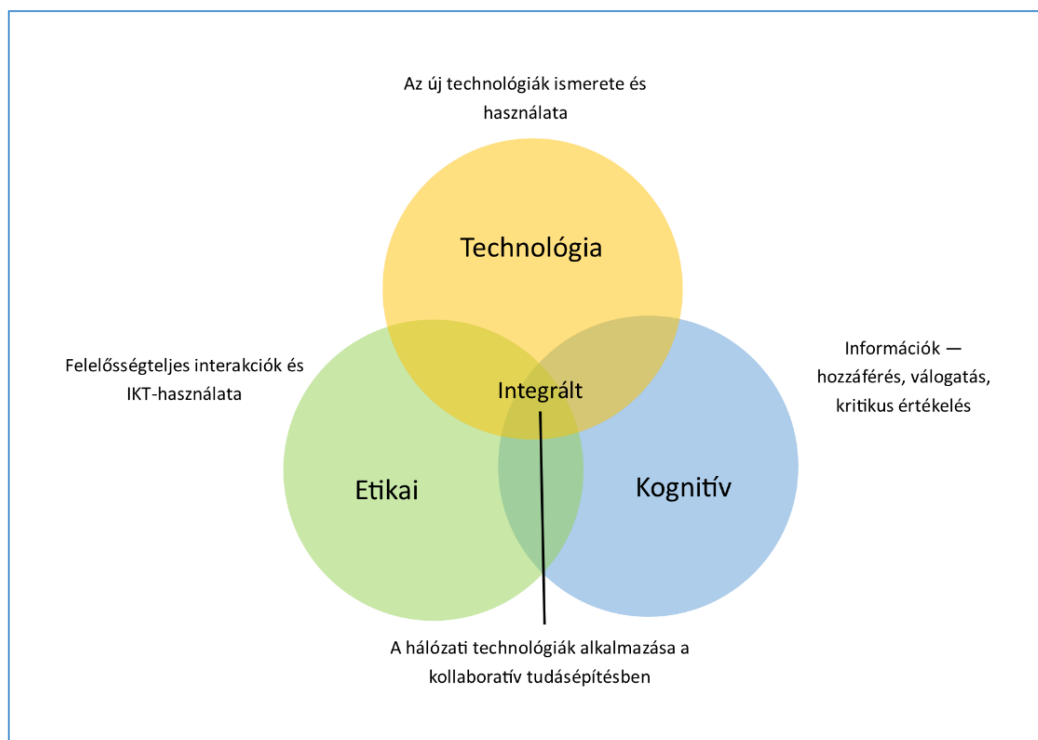 Az új technológiák ismerete és
használata
Technológia
Felelősségteljes interakciók és
IKT-használata
Információk —
hozzáférés, válogatás,
kritikus értékelés
Integrált
Etikai
Kognitív
A hálózati technológiák alkalmazása a
kollaboratív tudásépítésben